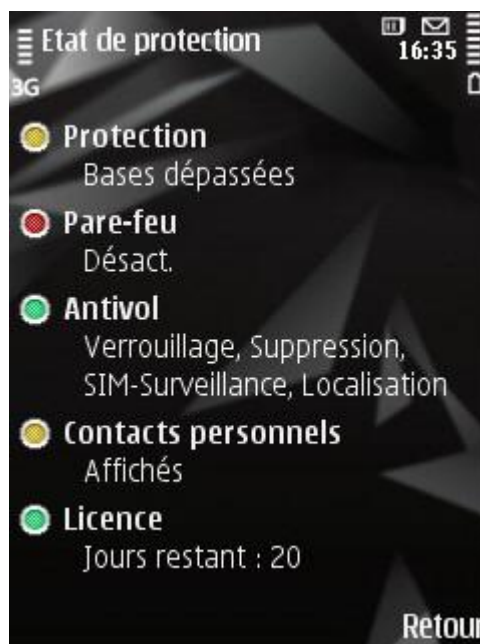 Etat de protection
16:35
3G
Protection
Bases dépassées
Pare-feu
Désact.
Antivol
Verrouillage, Suppression,
SIM-Surveillance, Localisation
Contacts personnels
Affichés
Licence
Jours restant : 20
Retour